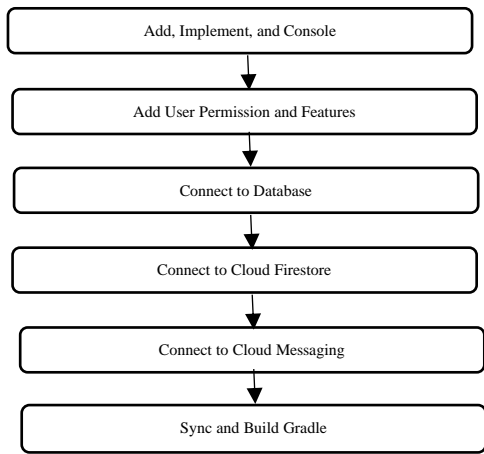 Add, Implement, and Console
Add User Permission and Features
Connect to Database
Connect to Cloud Firestore
Connect to Cloud Messaging
Sync and Build Gradle